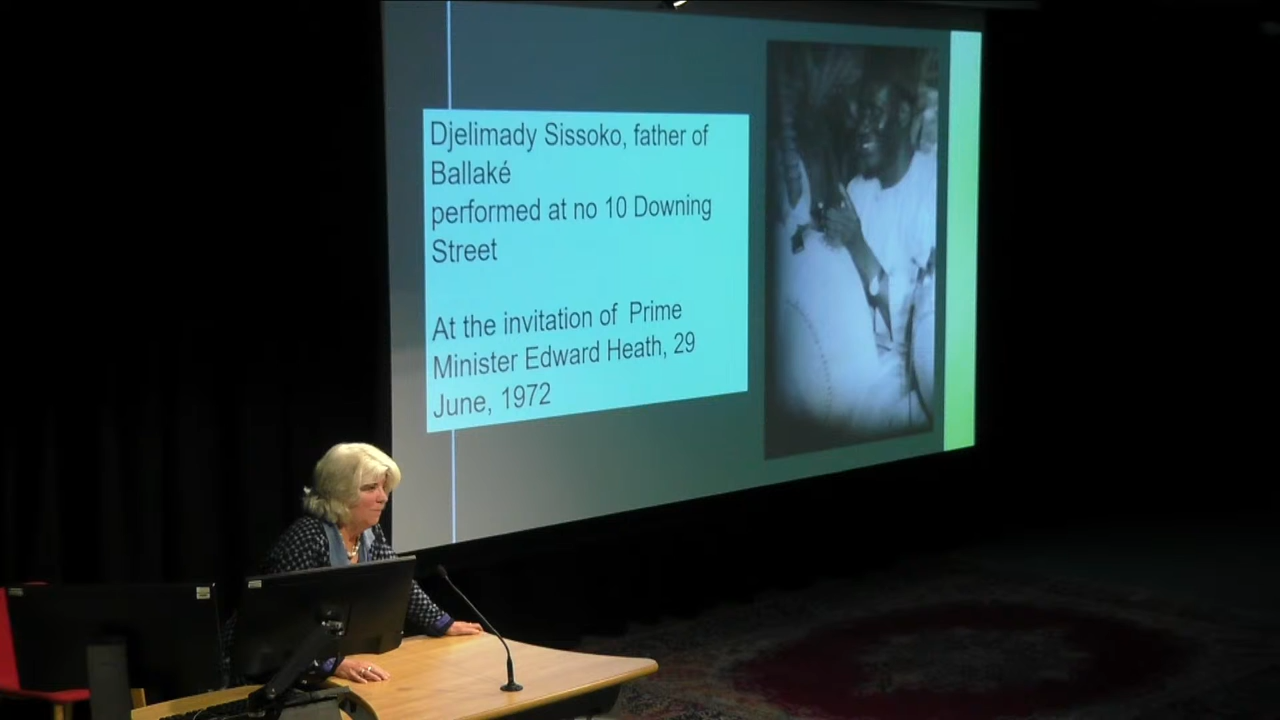 Djelimady Sissoko, father of
Ballaké
performed at no 10 Downing
Street
At the invitation of Prime
Minister Edward Heath, 29
June, 1972